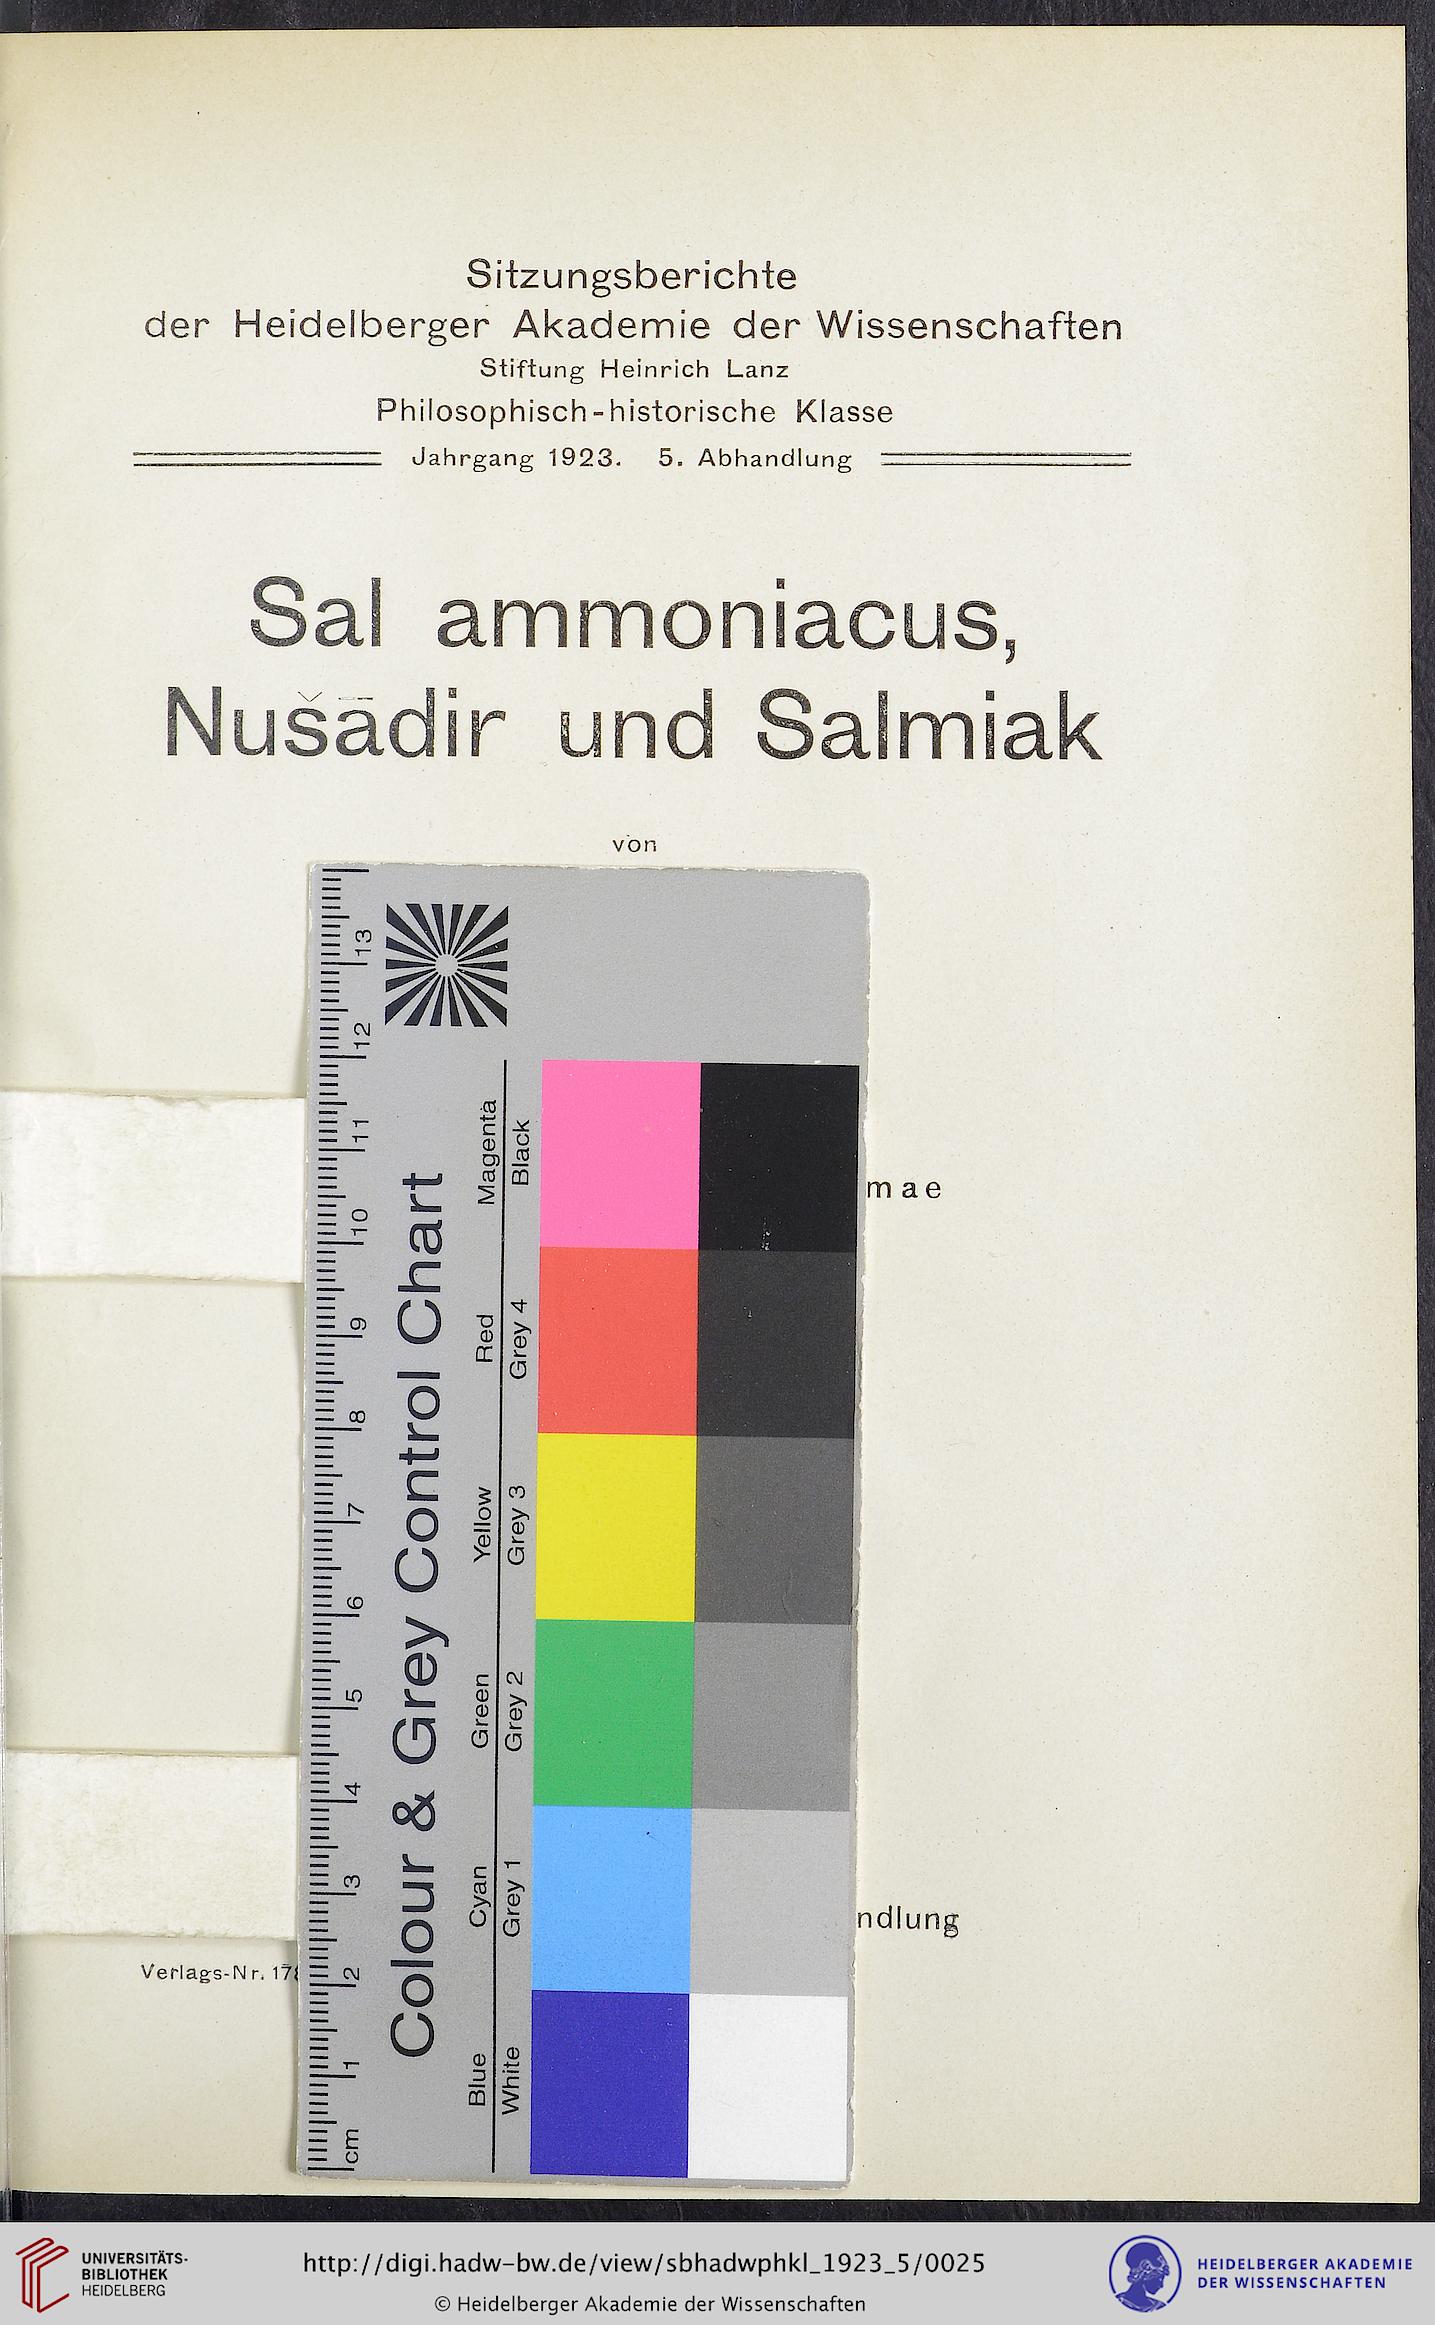 Sitzungsberichte
der Heidelberger Akademie der Wissenschaften
Stiftung Heinrich Lanz
Philosophisch-historische Klasse
Jahrgang 1923. 5. Abhandlung
Sal ammoniacus,
Nušādir und Salmiak
von
mae
ndlung
Verlags-Nr. 178
13
12
11
10
9
8
7
6
5
4
3
2
1
cm
Colour & Grey Control Chart
Blue Cyan Green Yellow Red Magenta
White Grey 1 Grey 2 Grey 3 Grey 4 Black
UNIVERSITÄTS-
BIBLIOTHEK
HEIDELBERG
http://digi.hadw-bw.de/view/sbhadwphkl_1923_5/0025
© Heidelberger Akademie der Wissenschaften
HEIDELBERGER AKADEMIE
DER WISSENSCHAFTEN